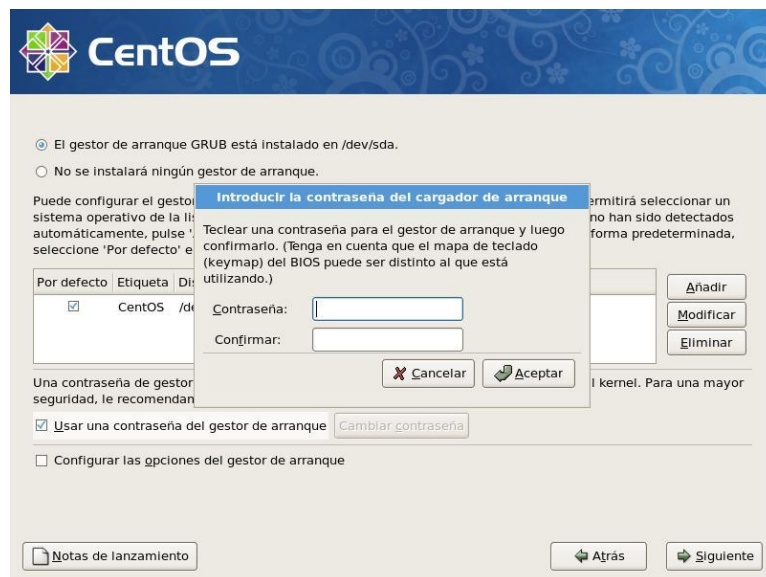 CentOS
El gestor de arranque GRUB está instalado en /dev/sda.
No se instalará ningún gestor de arranque.
Puede configurar el gestor
ermitirá seleccionar un
sistema operativo de la lis
no han sido detectados
automáticamente, pulse '
forma predeterminada,
seleccione 'Por defecto' e
Introducir la contraseña del cargador de arranque
Teclear una contraseña para el gestor de arranque y luego
confirmarlo. (Tenga en cuenta que el mapa de teclado
(keymap) del BIOS puede ser distinto al que está
utilizando.)
Contraseña:
Confirmar:
Cancelar Aceptar
Por defecto Etiqueta Dis
CentOS /de
Añadir
Modificar
Eliminar
Una contraseña de gestor
l kernel. Para una mayor
seguridad, le recomendan
Usar una contraseña del gestor de arranque Cambiar contraseña
Configurar las opciones del gestor de arranque
Notas de lanzamiento Atrás Siguiente